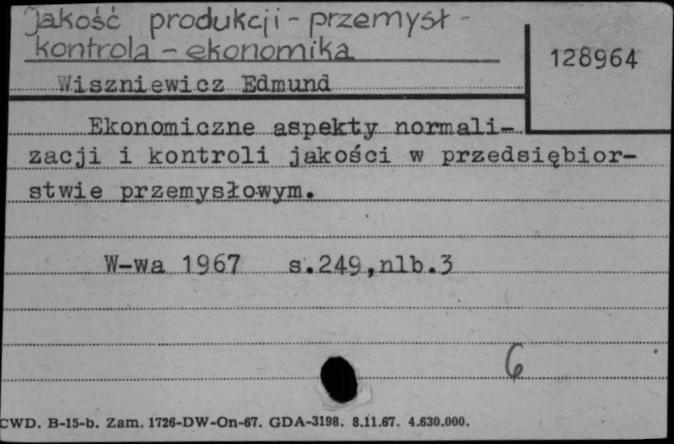 jakość produkcji - przemysł -
kontrola - ekonomika
128964
Wiszniewicz Edmund
Ekonomiczne aspekty normali-
zacji i kontroli jakości w przedsiębior-
stwie przemysłowym.
W-wa 1967 s.249,nlb.3
6
CWD. B-15-b. Zam. 1726-DW-On-67. GDA-3198. 8.11.67. 4.630.000.